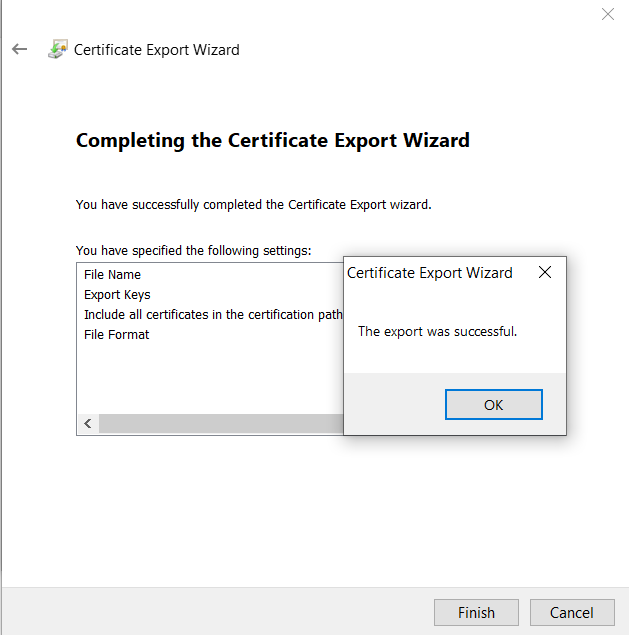 Certificate Export Wizard
Completing the Certificate Export Wizard
You have successfully completed the Certificate Export wizard.
You have specified the following settings:
File Name
Export Keys
Include all certificates in the certification path
File Format
Certificate Export Wizard
The export was successful.
OK
Finish
Cancel